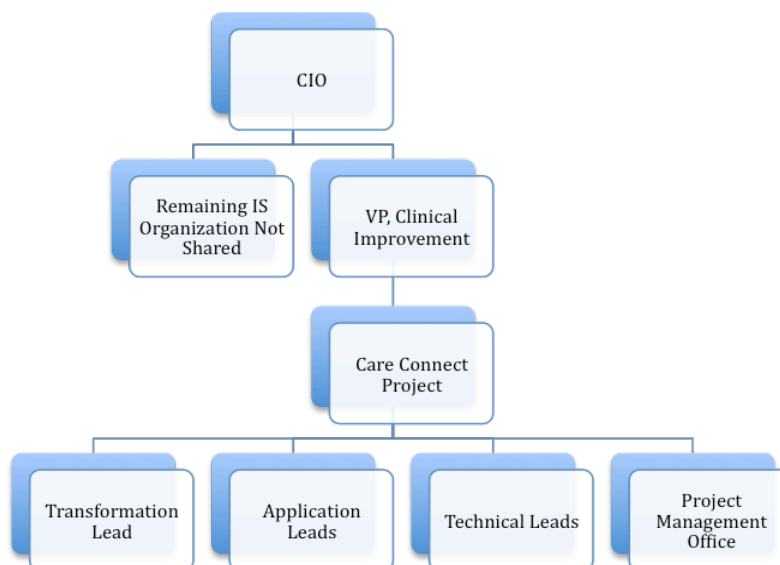 CIO
Remaining IS
Organization Not
Shared
VP, Clinical
Improvement
Care Connect
Project
Transformation
Lead
Application
Leads
Technical Leads
Project
Management
Office